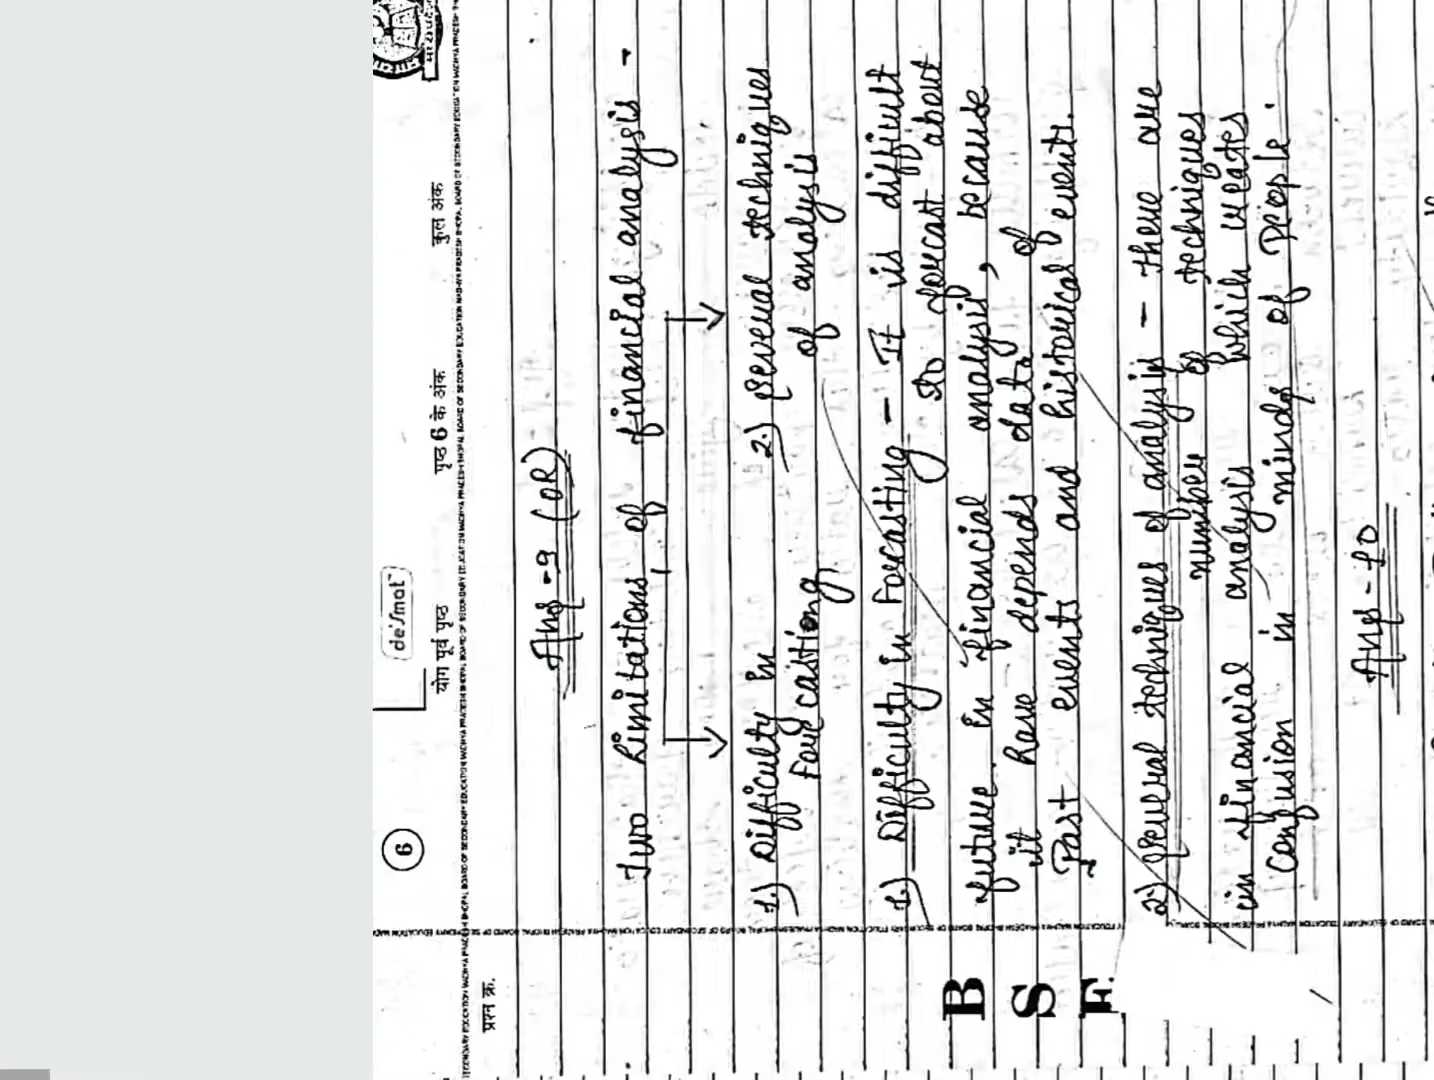 6
योग पूर्व पृष्ठ
पृष्ठ 6 के अंक
कुल अंक
प्रश्न क्र.
Ans - 9 (OR)
Two Limitations of financial analysis -
1.) Difficulty in
Forecasting
2.) Several techniques
of analysis
1.) Difficulty in Forecasting - It is difficult
to forcast about
future in financial analysis, because
it have depends data of
Past events and historical events.
2.) Several techniques of analysis - there are
number of techniques
in financial analysis which creates
confusion in minds of People.
Ans - 10
B
S
E